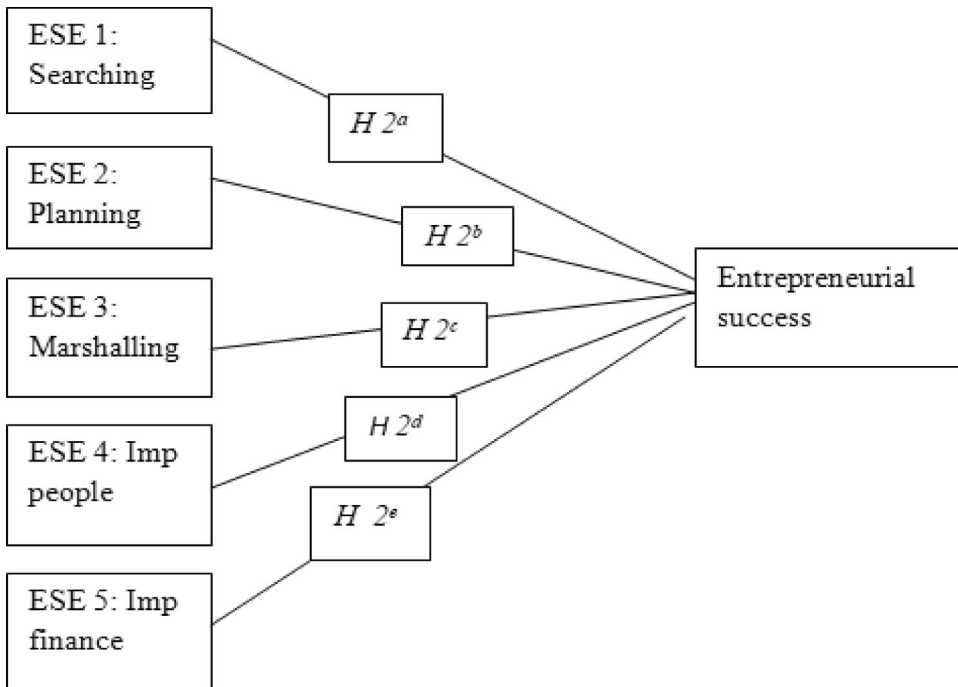 ESE 1:
Searching
H 2ᵃ
ESE 2:
Planning
H 2ᵇ
Entrepreneurial
success
ESE 3:
Marshalling
H 2ᶜ
H 2ᵈ
ESE 4: Imp
people
H 2ᵉ
ESE 5: Imp
finance